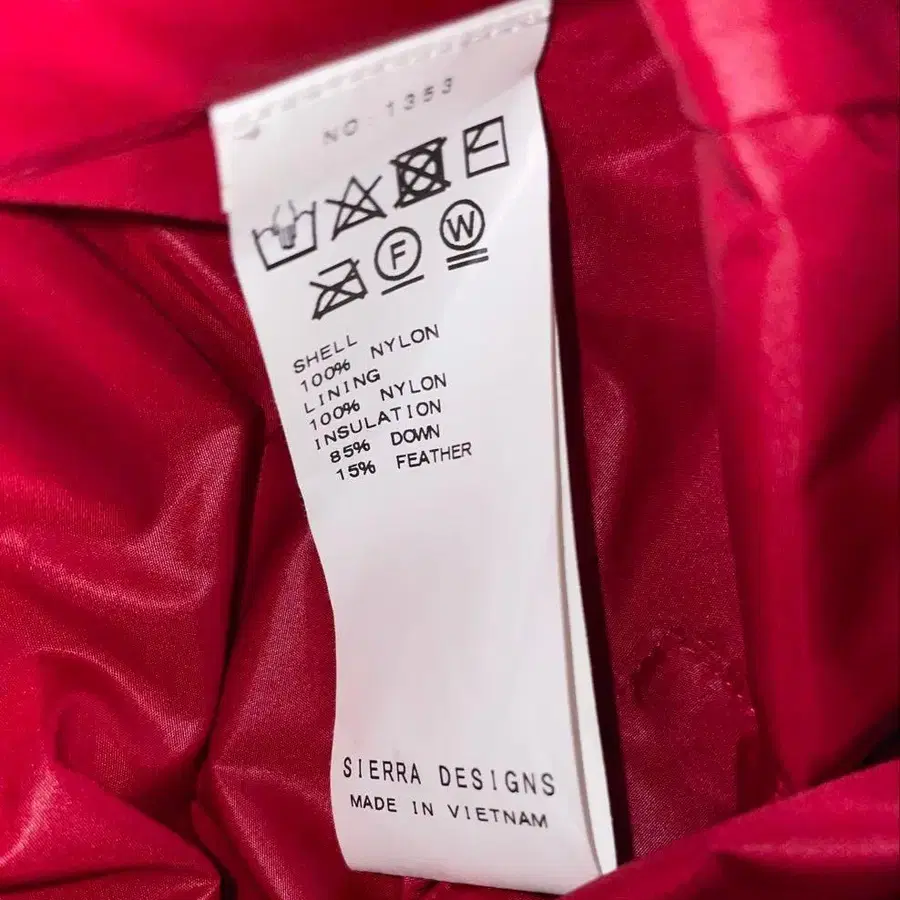 NO. 1353
F
W
SHELL
100% NYLON
LINING
100% NYLON
INSULATION
85% DOWN
15% FEATHER
SIERRA DESIGNS
MADE IN VIETNAM